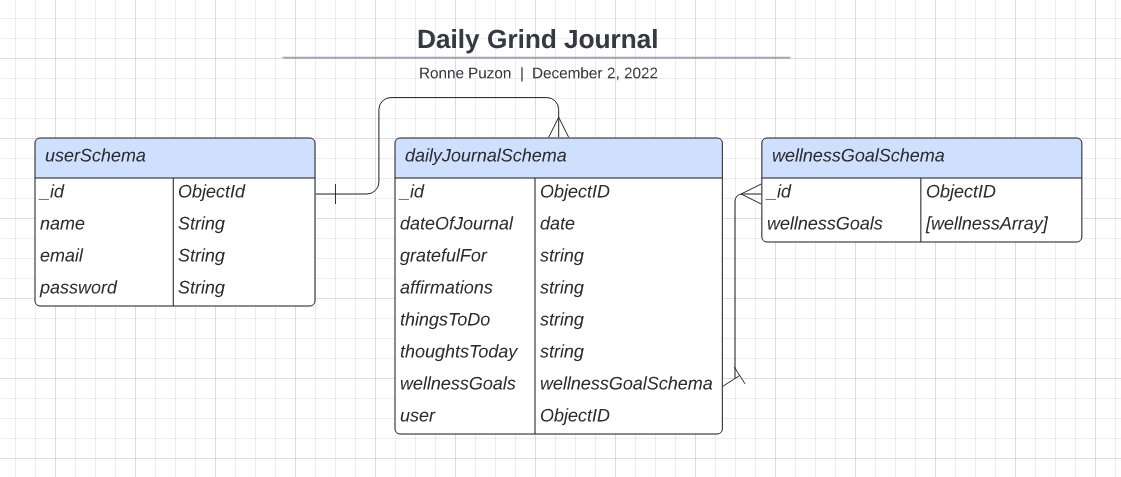 Daily Grind Journal
Ronne Puzon | December 2, 2022
userSchema
_id ObjectId
name String
email String
password String
dailyJournalSchema
_id ObjectID
dateOfJournal date
gratefulFor string
affirmations string
thingsToDo string
thoughtsToday string
wellnessGoals wellnessGoalSchema
user ObjectID
wellnessGoalSchema
_id ObjectID
wellnessGoals [wellnessArray]